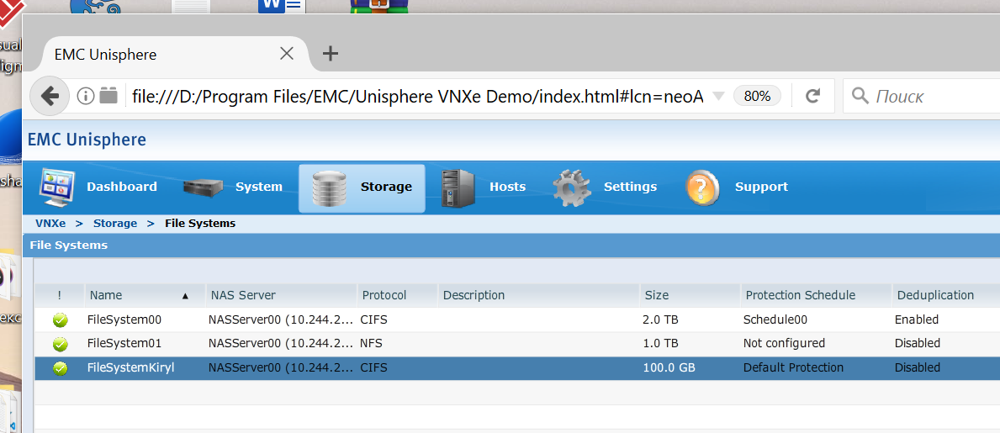 W
EMC Unisphere
file:///D:/Program Files/EMC/Unisphere VNXe Demo/index.html#lcn=neoA 80% Поиск
EMC Unisphere
Dashboard System Storage Hosts Settings Support
VNXe > Storage > File Systems
File Systems
! Name NAS Server Protocol Description Size Protection Schedule Deduplication
FileSystem00 NASServer00 (10.244.2... CIFS 2.0 TB Schedule00 Enabled
FileSystem01 NASServer00 (10.244.2... NFS 1.0 TB Not configured Disabled
FileSystemKiryl NASServer00 (10.244.2... CIFS 100.0 GB Default Protection Disabled